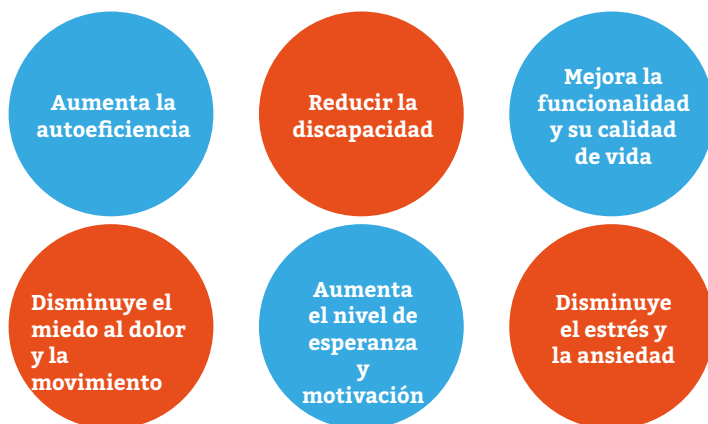 Aumenta la
autoeficiencia
Reducir la
discapacidad
Mejora la
funcionalidad
y su calidad
de vida
Disminuye el
miedo al dolor
y la
movimiento
Aumenta
el nivel de
esperanza
y
motivación
Disminuye
el estrés y
la ansiedad